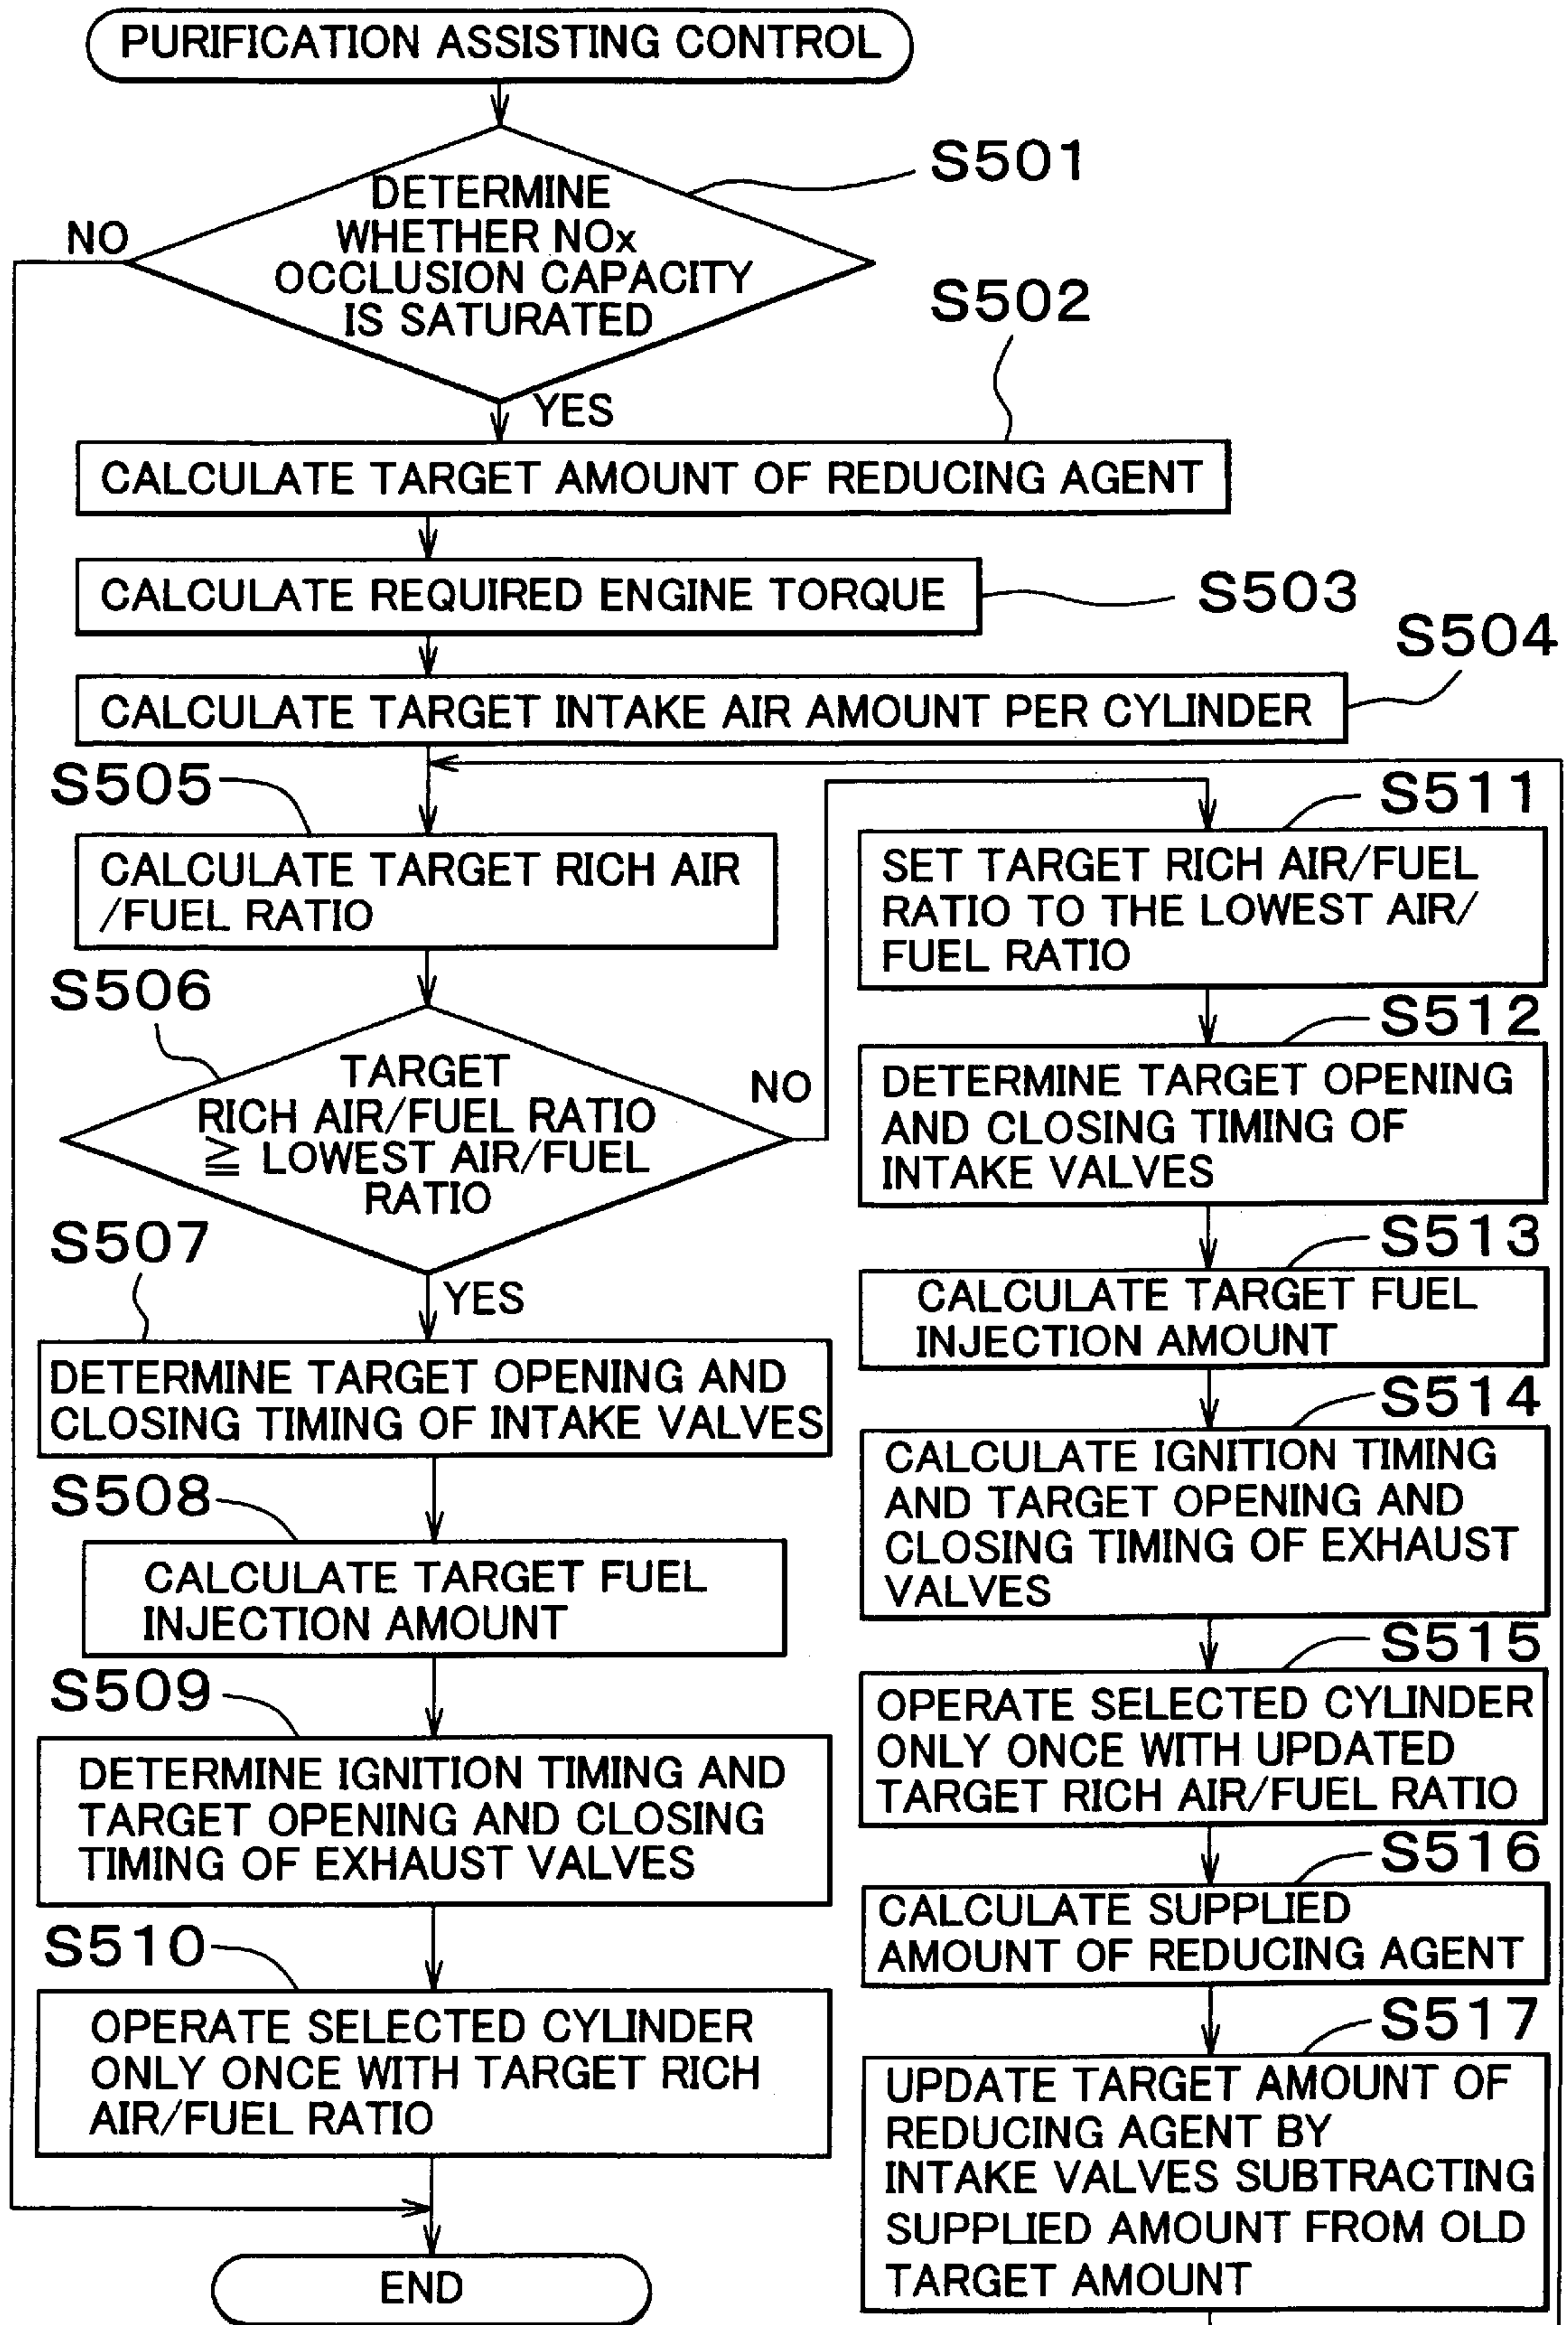 PURIFICATION ASSISTING CONTROL
S501
DETERMINE
WHETHER NOx
OCCLUSION CAPACITY
IS SATURATED
NO
YES
S502
CALCULATE TARGET AMOUNT OF REDUCING AGENT
CALCULATE REQUIRED ENGINE TORQUE
S503
S504
CALCULATE TARGET INTAKE AIR AMOUNT PER CYLINDER
S505
CALCULATE TARGET RICH AIR
/FUEL RATIO
S506
TARGET
RICH AIR/FUEL RATIO
≧ LOWEST AIR/FUEL
RATIO
NO
YES
S507
DETERMINE TARGET OPENING AND
CLOSING TIMING OF INTAKE VALVES
S508
CALCULATE TARGET FUEL
INJECTION AMOUNT
S509
DETERMINE IGNITION TIMING AND
TARGET OPENING AND CLOSING
TIMING OF EXHAUST VALVES
S510
OPERATE SELECTED CYLINDER
ONLY ONCE WITH TARGET RICH
AIR/FUEL RATIO
END
S511
SET TARGET RICH AIR/FUEL
RATIO TO THE LOWEST AIR/
FUEL RATIO
S512
DETERMINE TARGET OPENING
AND CLOSING TIMING OF
INTAKE VALVES
S513
CALCULATE TARGET FUEL
INJECTION AMOUNT
S514
CALCULATE IGNITION TIMING
AND TARGET OPENING AND
CLOSING TIMING OF EXHAUST
VALVES
S515
OPERATE SELECTED CYLINDER
ONLY ONCE WITH UPDATED
TARGET RICH AIR/FUEL RATIO
S516
CALCULATE SUPPLIED
AMOUNT OF REDUCING AGENT
S517
UPDATE TARGET AMOUNT OF
REDUCING AGENT BY
INTAKE VALVES SUBTRACTING
SUPPLIED AMOUNT FROM OLD
TARGET AMOUNT